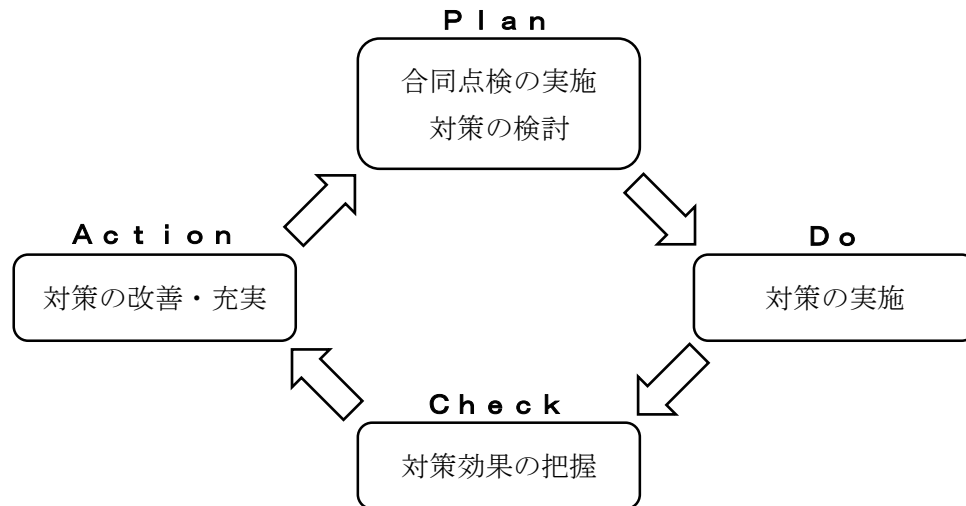 Ｐｌａｎ
合同点検の実施
対策の検討
Ａｃｔｉｏｎ
対策の改善・充実
Ｄｏ
対策の実施
Ｃｈｅｃｋ
対策効果の把握